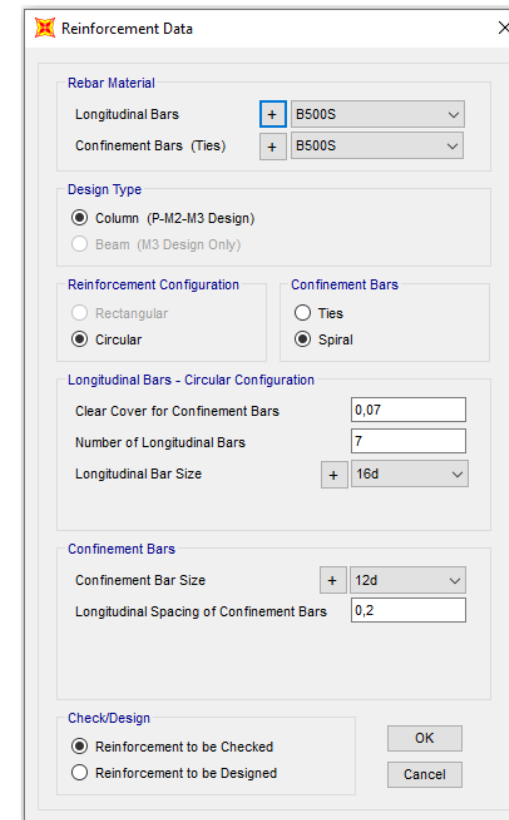 Reinforcement Data
Rebar Material
Longitudinal Bars + B500S
Confinement Bars (Ties) + B500S
Design Type
Column (P-M2-M3 Design)
Beam (M3 Design Only)
Reinforcement Configuration Confinement Bars
Rectangular Ties
Circular Spiral
Longitudinal Bars - Circular Configuration
Clear Cover for Confinement Bars 0,07
Number of Longitudinal Bars 7
Longitudinal Bar Size + 16d
Confinement Bars
Confinement Bar Size + 12d
Longitudinal Spacing of Confinement Bars 0,2
Check/Design
Reinforcement to be Checked OK
Reinforcement to be Designed Cancel